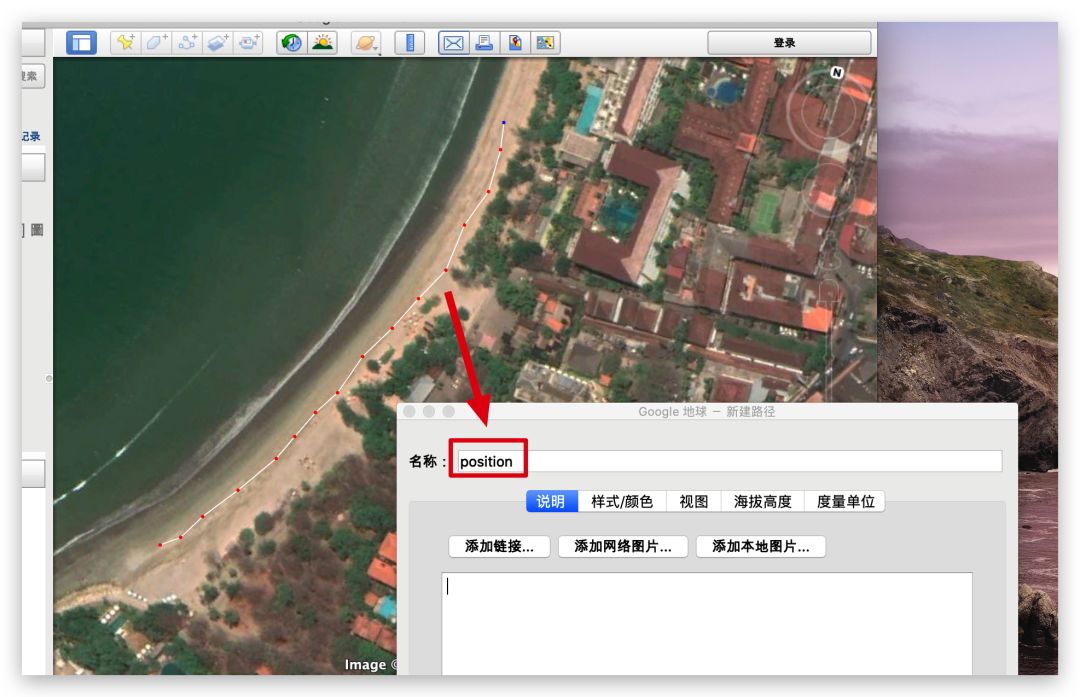 登录
搜索
记录
N
圖
Google 地球 — 新建路径
名称：
position
说明
样式/颜色
视图
海拔高度
度量单位
添加链接...
添加网络图片...
添加本地图片...
Image ©